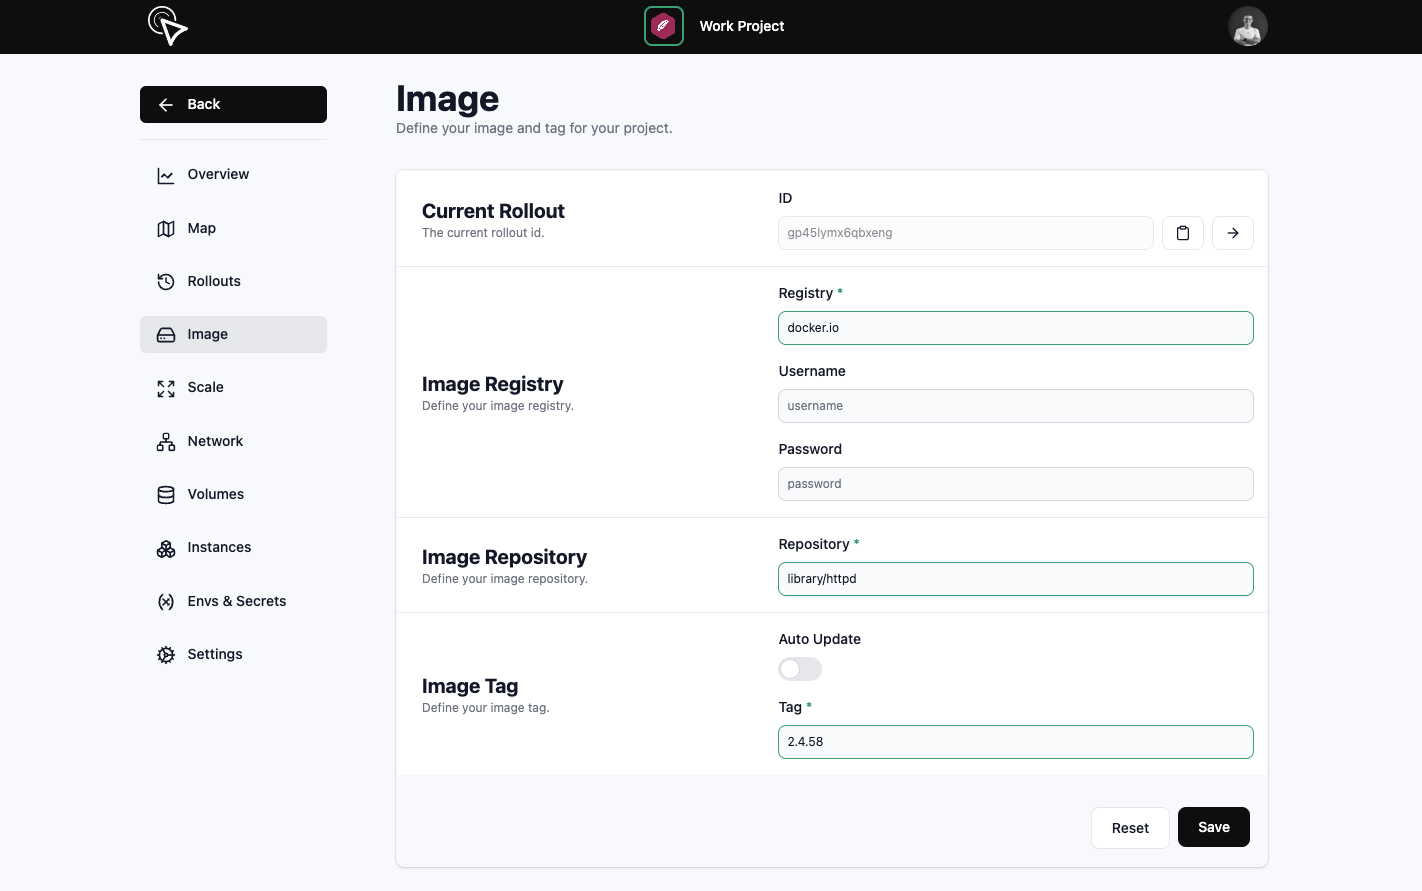 Work Project
Back
Overview
Map
Rollouts
Image
Scale
Network
Volumes
Instances
Envs & Secrets
Settings
Image
Define your image and tag for your project.
Current Rollout
The current rollout id.
ID
gp45lymx6qbxeng
Image Registry
Define your image registry.
Registry *
docker.io
Username
username
Password
password
Image Repository
Define your image repository.
Repository *
library/httpd
Image Tag
Define your image tag.
Auto Update
Tag *
2.4.58
Reset
Save